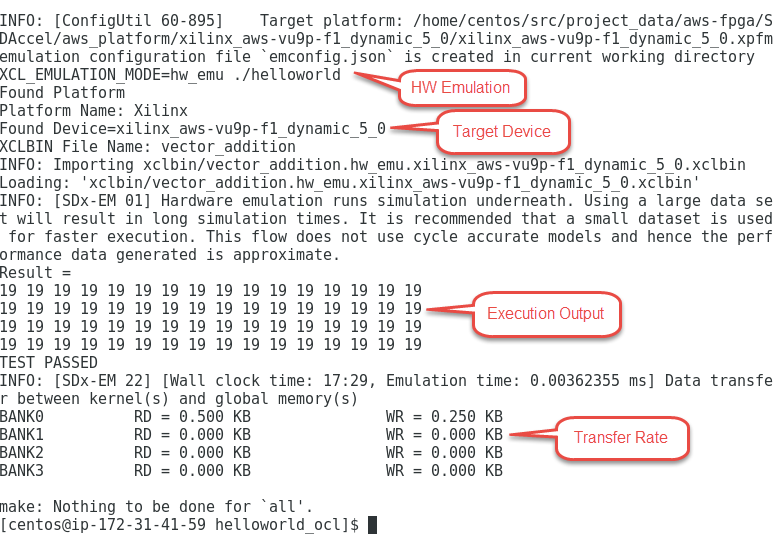 INFO: [ConfigUtil 60-895]    Target platform: /home/centos/src/project_data/aws-fpga/S
DAccel/aws_platform/xilinx_aws-vu9p-f1_dynamic_5_0/xilinx_aws-vu9p-f1_dynamic_5_0.xpfm
emulation configuration file `emconfig.json` is created in current working directory
XCL_EMULATION_MODE=hw_emu ./helloworld
HW Emulation
Found Platform
Platform Name: Xilinx
Found Device=xilinx_aws-vu9p-f1_dynamic_5_0
Target Device
XCLBIN File Name: vector_addition
INFO: Importing xclbin/vector_addition.hw_emu.xilinx_aws-vu9p-f1_dynamic_5_0.xclbin
Loading: 'xclbin/vector_addition.hw_emu.xilinx_aws-vu9p-f1_dynamic_5_0.xclbin'
INFO: [SDx-EM 01] Hardware emulation runs simulation underneath. Using a large data se
t will result in long simulation times. It is recommended that a small dataset is used
 for faster execution. This flow does not use cycle accurate models and hence the perf
ormance data generated is approximate.
Result =
19 19 19 19 19 19 19 19 19 19 19 19 19 19 19 19
19 19 19 19 19 19 19 19 19 19 19 19 19 19 19 19
Execution Output
19 19 19 19 19 19 19 19 19 19 19 19 19 19 19 19
19 19 19 19 19 19 19 19 19 19 19 19 19 19 19 19
TEST PASSED
INFO: [SDx-EM 22] [Wall clock time: 17:29, Emulation time: 0.00362355 ms] Data transfe
r between kernel(s) and global memory(s)
BANK0          RD = 0.500 KB               WR = 0.250 KB
BANK1          RD = 0.000 KB               WR = 0.000 KB
Transfer Rate
BANK2          RD = 0.000 KB               WR = 0.000 KB
BANK3          RD = 0.000 KB               WR = 0.000 KB
make: Nothing to be done for `all'.
[centos@ip-172-31-41-59 helloworld_ocl]$